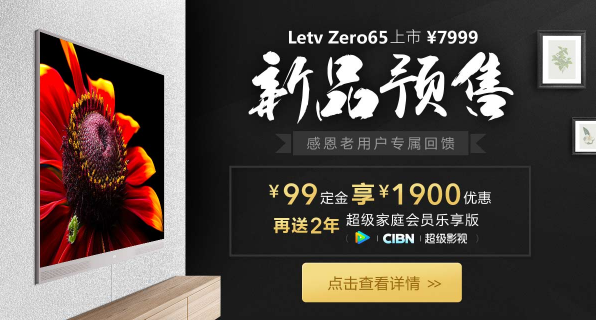 Letv Zero65上市 ¥7999
新品预售
感恩老用户专属回馈
¥99定金 享¥1900优惠
再送2年 超级家庭会员乐享版
CIBN | 超级影视
点击查看详情 >>